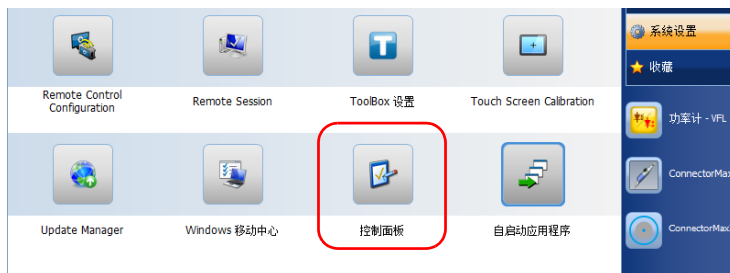 Remote Control
Configuration
Remote Session
ToolBox 设置
Touch Screen Calibration
Update Manager
Windows 移动中心
控制面板
自启动应用程序
系统设置
收藏
功率计 - VFL
ConnectorMax
ConnectorMax